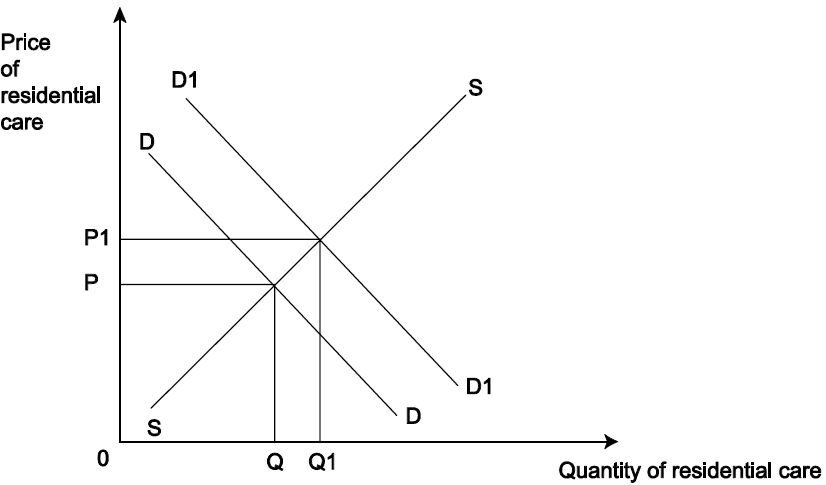 Price
of
residential
care
D1
S
D
P1
P
D1
D
S
0
Q
Q1
Quantity of residential care